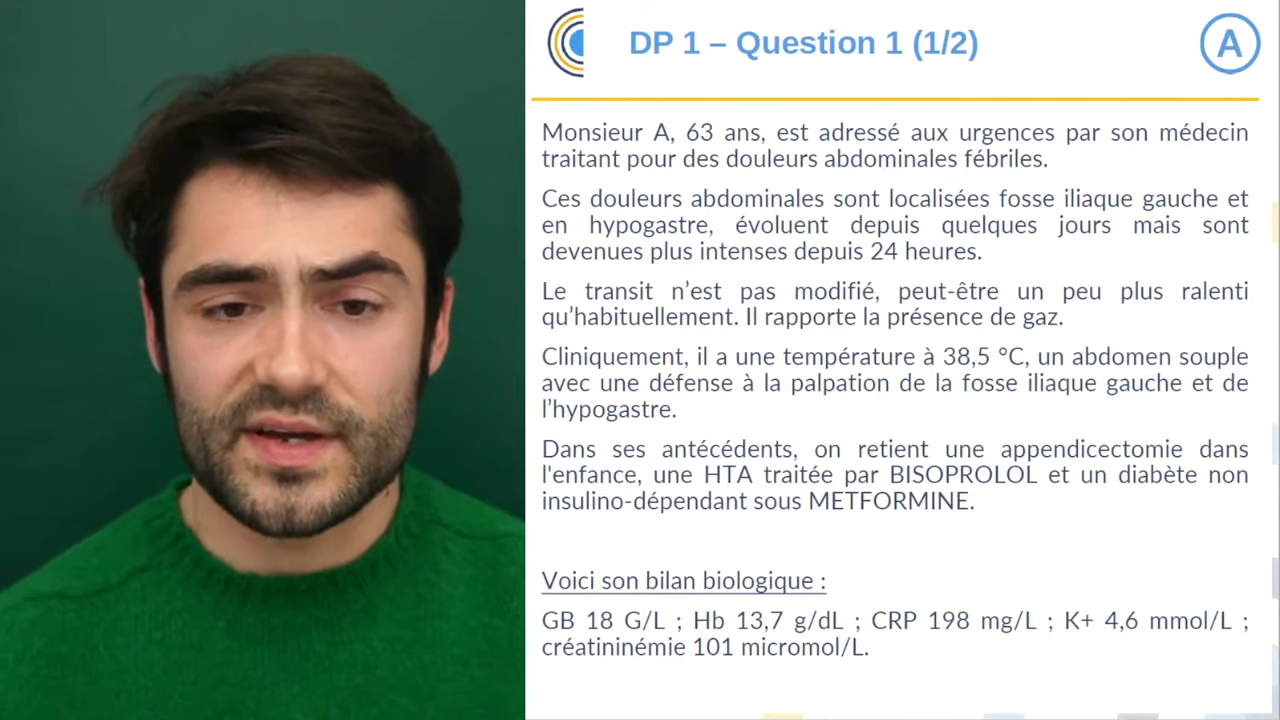 DP 1 – Question 1 (1/2)
A
Monsieur A, 63 ans, est adressé aux urgences par son médecin
traitant pour des douleurs abdominales fébriles.
Ces douleurs abdominales sont localisées fosse iliaque gauche et
en hypogastre, évoluent depuis quelques jours mais sont
devenues plus intenses depuis 24 heures.
Le transit n’est pas modifié, peut-être un peu plus ralenti
qu’habituellement. Il rapporte la présence de gaz.
Cliniquement, il a une température à 38,5 °C, un abdomen souple
avec une défense à la palpation de la fosse iliaque gauche et de
l’hypogastre.
Dans ses antécédents, on retient une appendicectomie dans
l'enfance, une HTA traitée par BISOPROLOL et un diabète non
insulino-dépendant sous METFORMINE.
Voici son bilan biologique :
GB 18 G/L ; Hb 13,7 g/dL ; CRP 198 mg/L ; K+ 4,6 mmol/L ;
créatininémie 101 micromol/L.